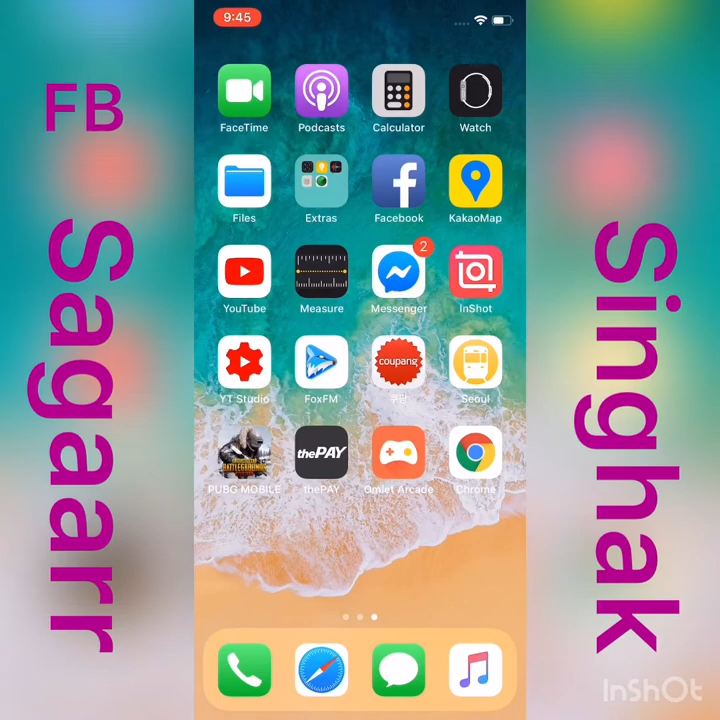 9:45
FB
Sagaarr
Singhak
FaceTime
Podcasts
Calculator
Watch
Files
Extras
Facebook
KakaoMap
2
YouTube
Measure
Messenger
InShot
coupang
YT Studio
FoxFM
쿠팡
Seoul
BATTLEGROUNDS
thePAY
PUBG MOBILE
thePAY
Omlet Arcade
Chrome
InShOt